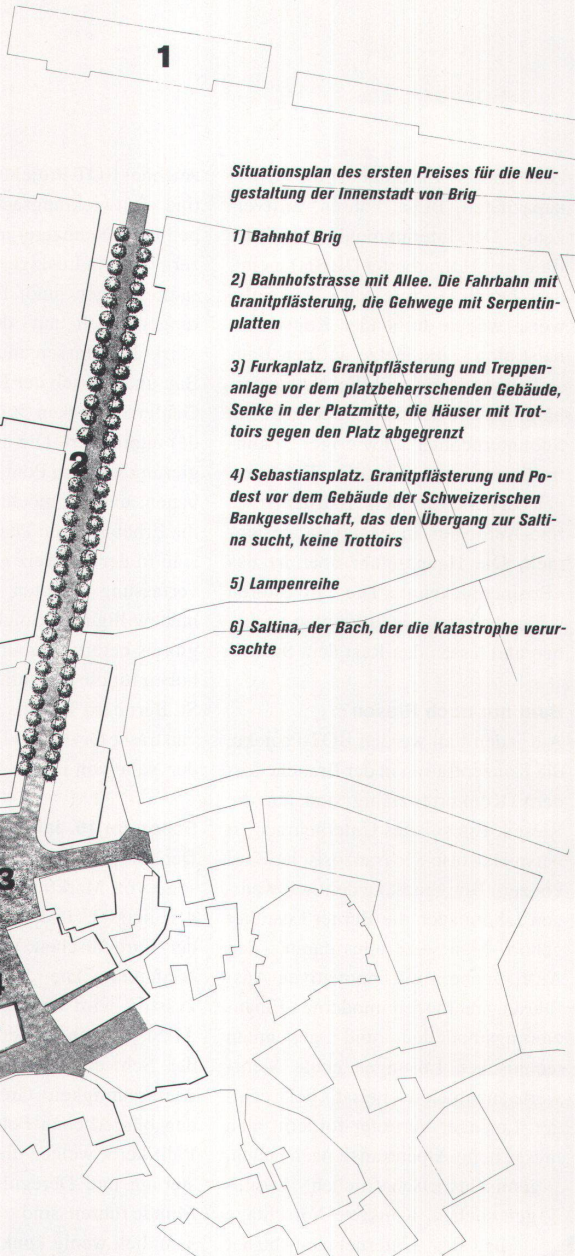 1
Situationsplan des ersten Preises für die Neu-
gestaltung der Innenstadt von Brig
1) Bahnhof Brig
2) Bahnhofstrasse mit Allee. Die Fahrbahn mit
Granitpflästerung, die Gehwege mit Serpentin-
platten
3) Furkaplatz. Granitpflästerung und Treppen-
anlage vor dem platzbeherrschenden Gebäude,
Senke in der Platzmitte, die Häuser mit Trot-
toirs gegen den Platz abgegrenzt
4) Sebastiansplatz. Granitpflästerung und Po-
dest vor dem Gebäude der Schweizerischen
Bankgesellschaft, das den Übergang zur Salti-
na sucht, keine Trottoirs
5) Lampenreihe
6) Saltina, der Bach, der die Katastrophe verur-
sachte
2
3
4